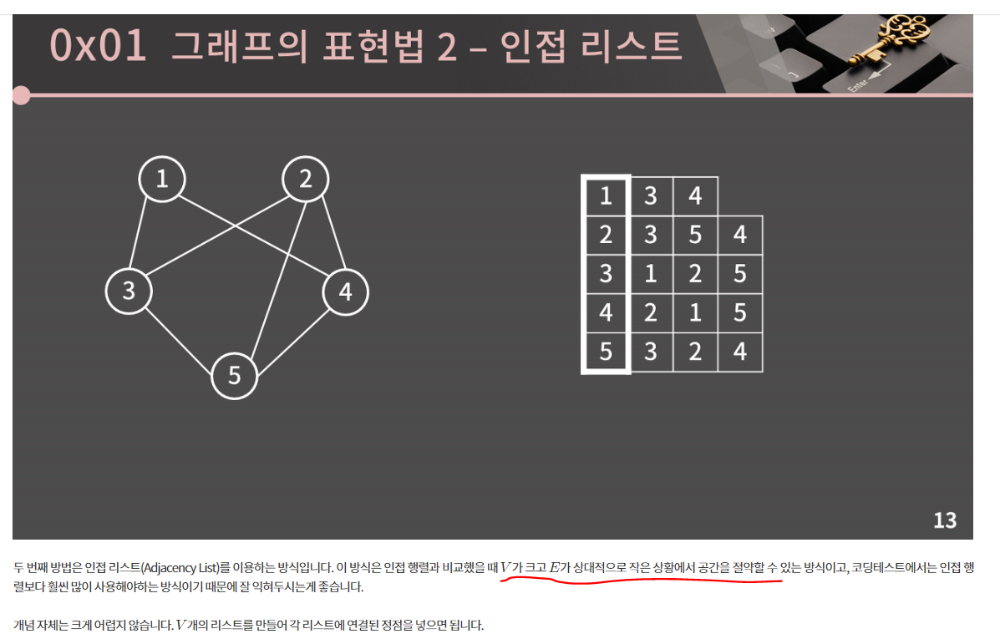 0x01 그래프의 표현법 2 – 인접 리스트
Enter
1
2
3
4
5
1 3 4
2 3 5 4
3 1 2 5
4 2 1 5
5 3 2 4
13
두 번째 방법은 인접 리스트(Adjacency List)를 이용하는 방식입니다. 이 방식은 인접 행렬과 비교했을 때 V가 크고 E가 상대적으로 작은 상황에서 공간을 절약할 수 있는 방식이고, 코딩테스트에서는 인접 행
렬보다 훨씬 많이 사용해야하는 방식이기 때문에 잘 익혀두시는게 좋습니다.
개념 자체는 크게 어렵지 않습니다. V개의 리스트를 만들어 각 리스트에 연결된 정점을 넣으면 됩니다.